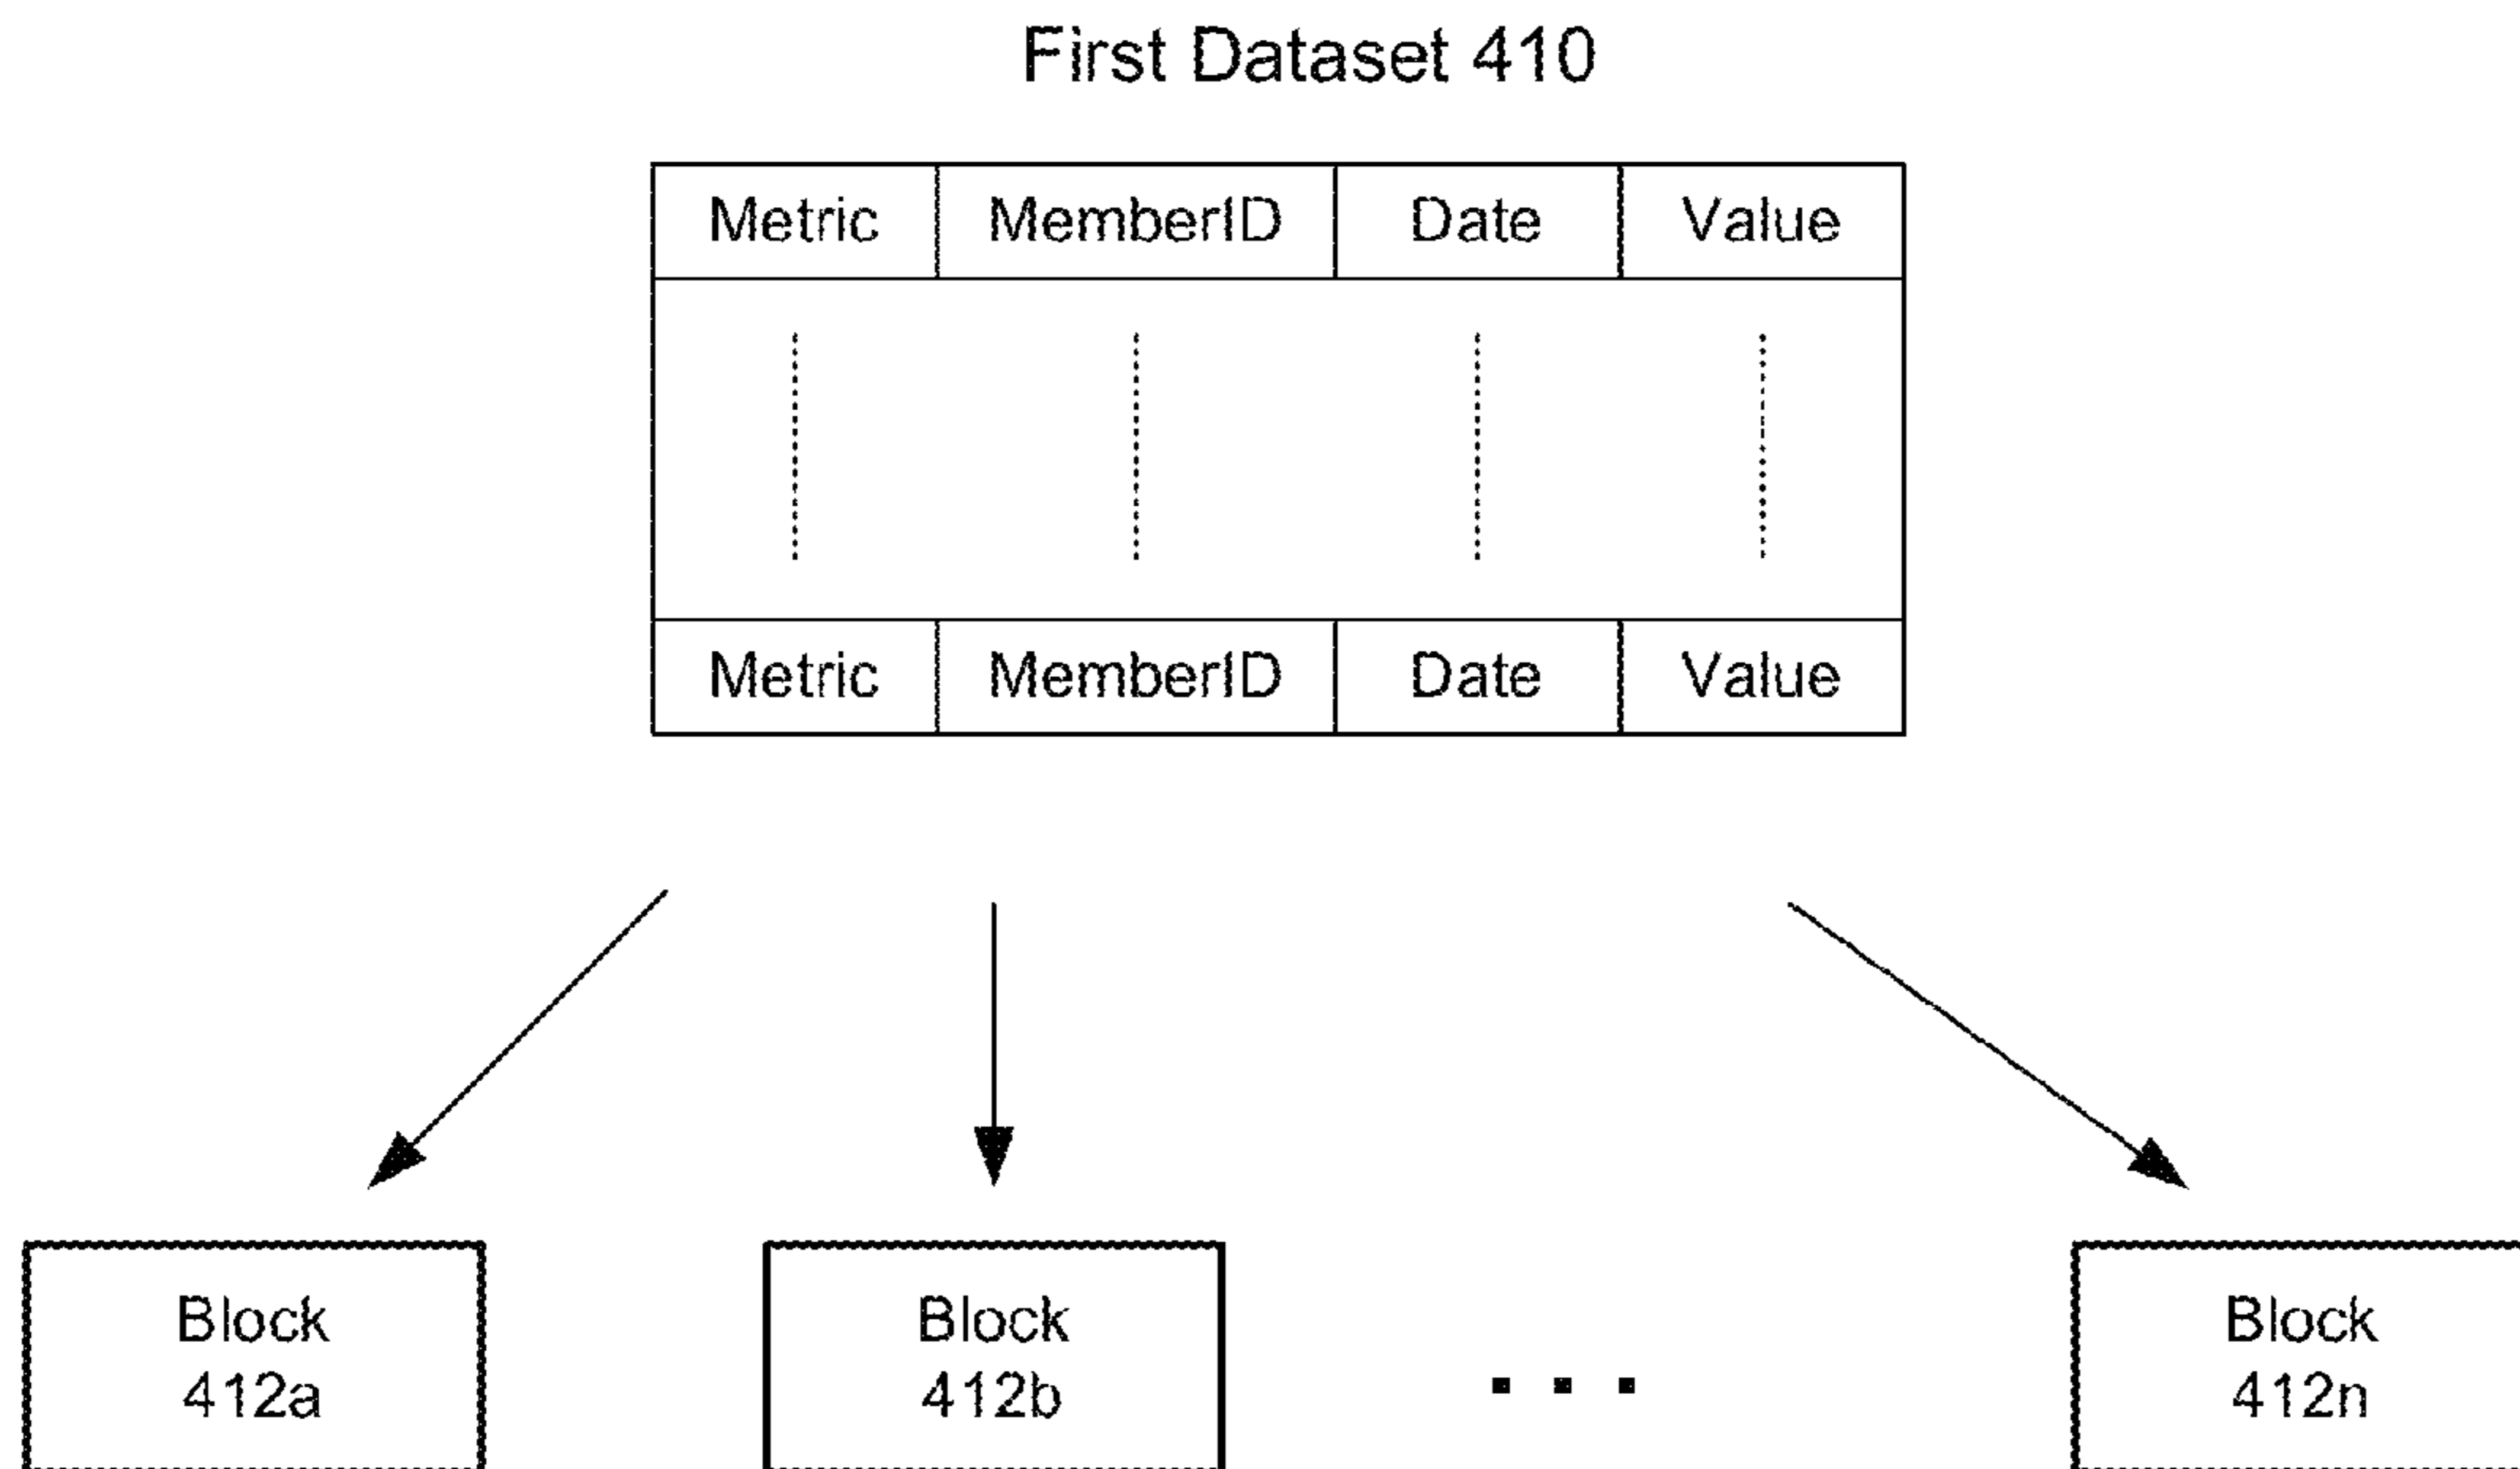 First Dataset 410
Metric MemberID Date Value
Metric MemberID Date Value
Block Block Block
412a 412b . . . 412n